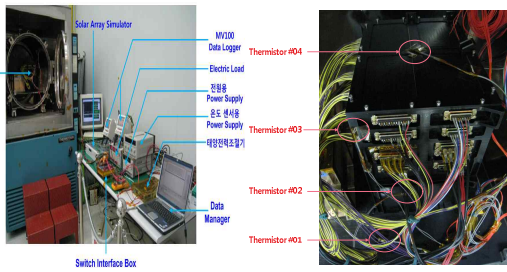 Solar Array Simulator
MV100
Data Logger
Electric Load
전원용
Power Supply
온도 센서용
Power Supply
태양전력조절기
Data
Manager
Switch Interface Box
Thermistor #04
Thermistor #03
Thermistor #02
Thermistor #01